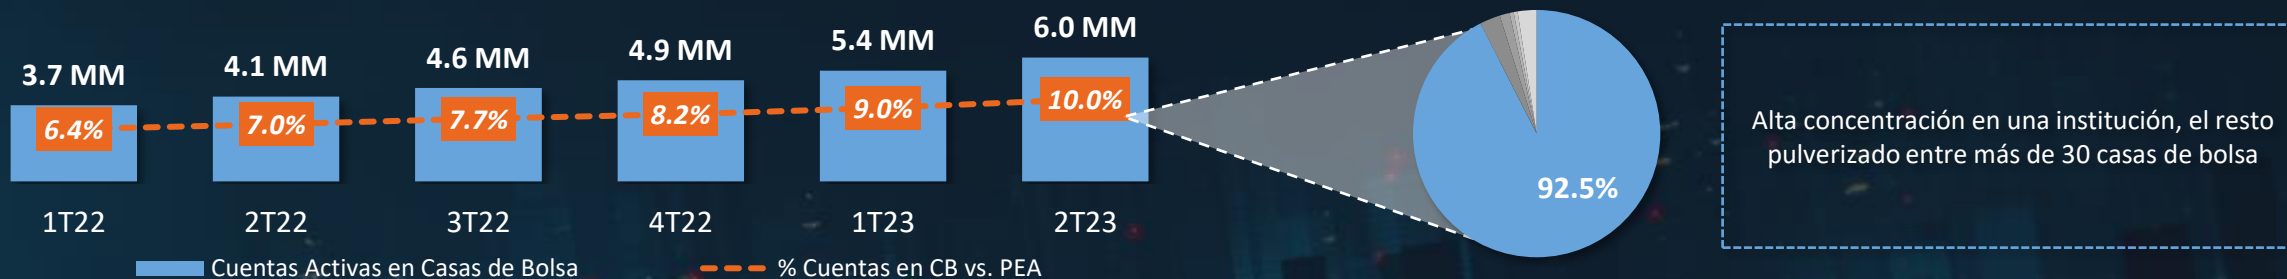 3.7 MM
4.1 MM
4.6 MM
4.9 MM
5.4 MM
6.0 MM
6.4%
7.0%
7.7%
8.2%
9.0%
10.0%
1T22
2T22
3T22
4T22
1T23
2T23
Cuentas Activas en Casas de Bolsa
% Cuentas en CB vs. PEA
92.5%
Alta concentración en una institución, el resto
pulverizado entre más de 30 casas de bolsa